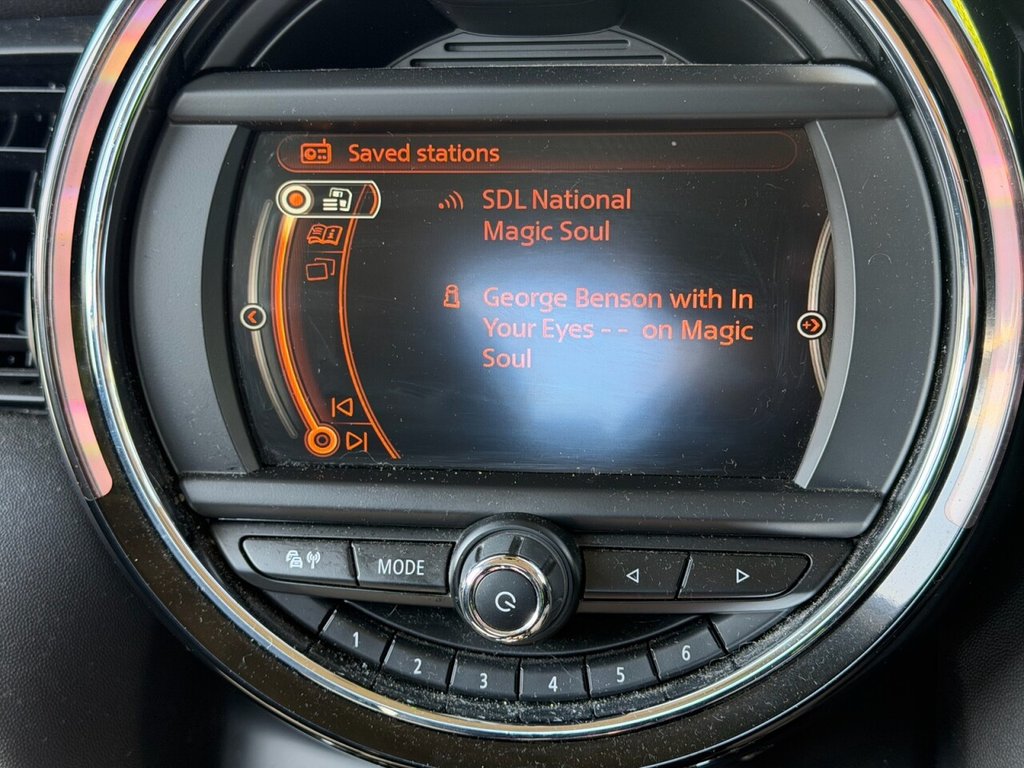 Saved stations
SDL National
Magic Soul
George Benson with In
Your Eyes - - on Magic
Soul
MODE
1
2
3
4
5
6